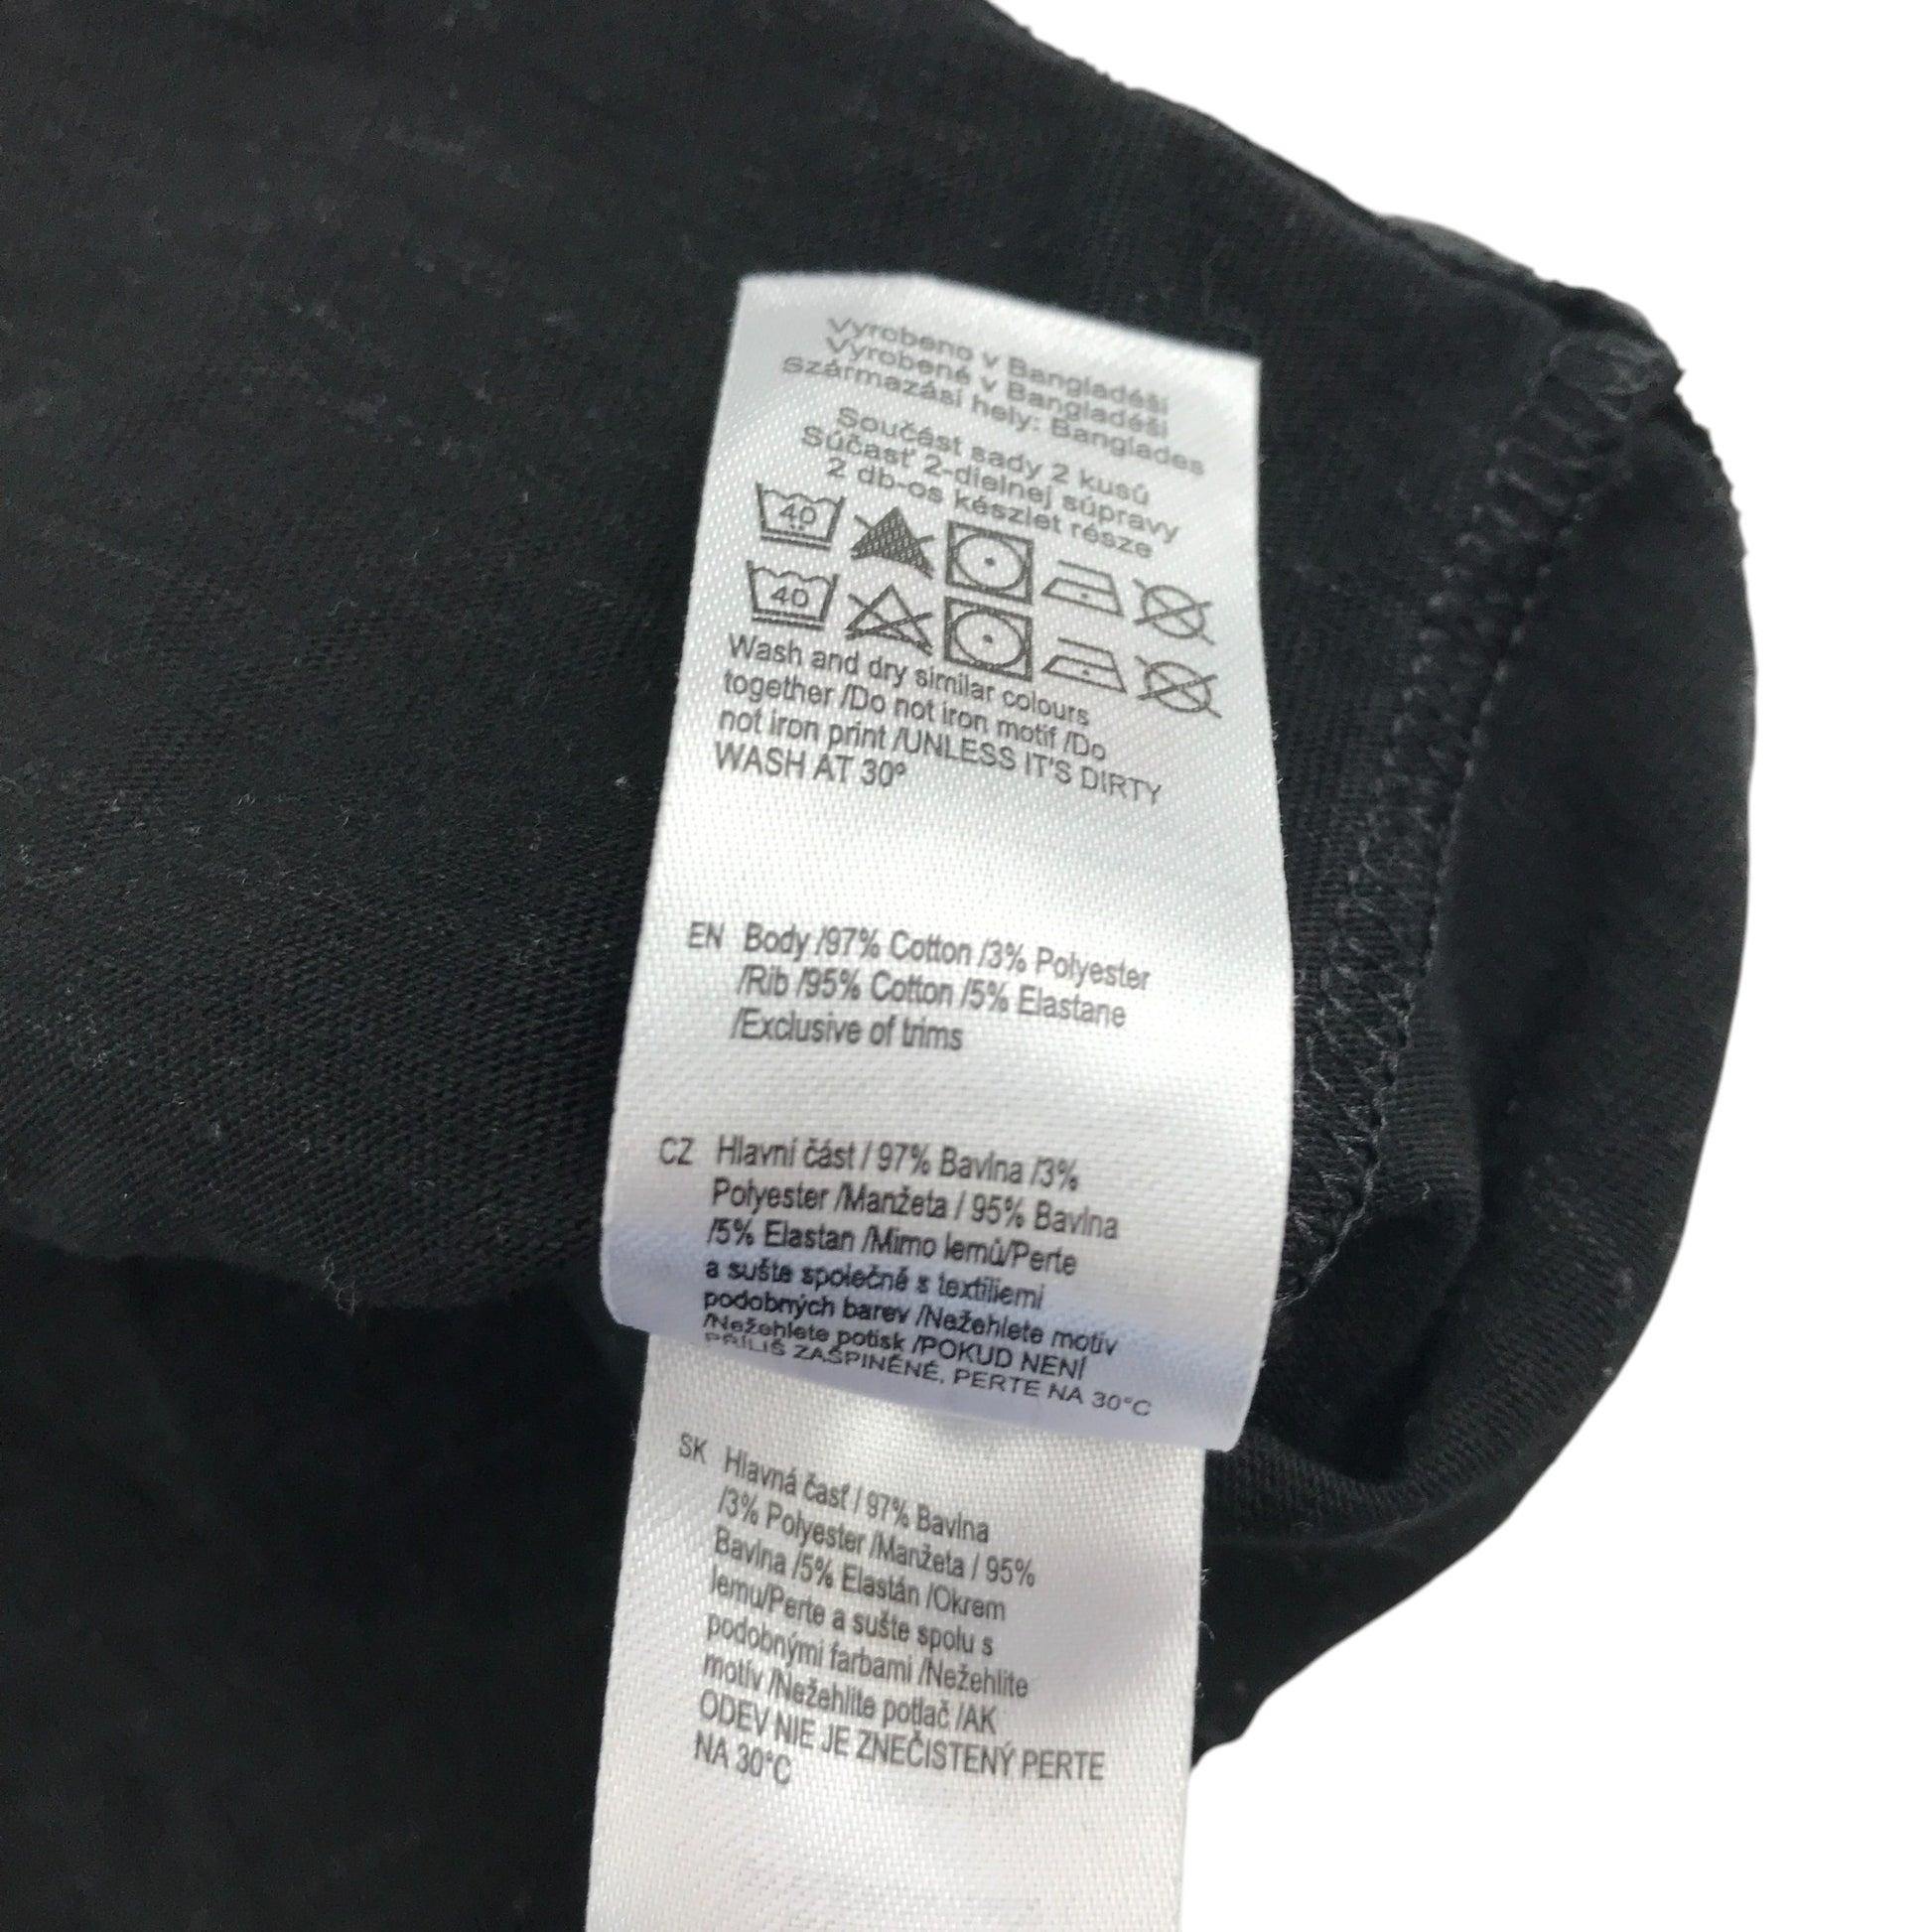 Vyrobeno v Bangladéši
Vyrobené v Bangladéši
Származási hely: Banglades
Součást sady 2 kusů
Súčasť 2-dielnej súpravy
2 db-os készlet része
40
40
Wash and dry similar colours
together /Do not iron motif /Do
not iron print /UNLESS IT'S DIRTY
WASH AT 30°
EN Body /97% Cotton /3% Polyester
/Rib /95% Cotton /5% Elastane
/Exclusive of trims
CZ Hlavní část / 97% Bavlna /3%
Polyester /Manžeta / 95% Bavlna
/5% Elastan /Mimo lemů/Perte
a sušte společně s textiliemi
podobných barev /Nežehlete motiv
/Nežehlete potisk /POKUD NENÍ
PŘÍLIŠ ZAŠPINĚNÉ, PERTE NA 30°C
SK Hlavná časť / 97% Bavlna
/3% Polyester /Manžeta / 95%
Bavlna /5% Elastán /Okrem
lemu/Perte a sušte spolu s
podobnými farbami /Nežehlite
motív /Nežehlite potlač /AK
ODEV NIE JE ZNEČISTENÝ PERTE
NA 30°C